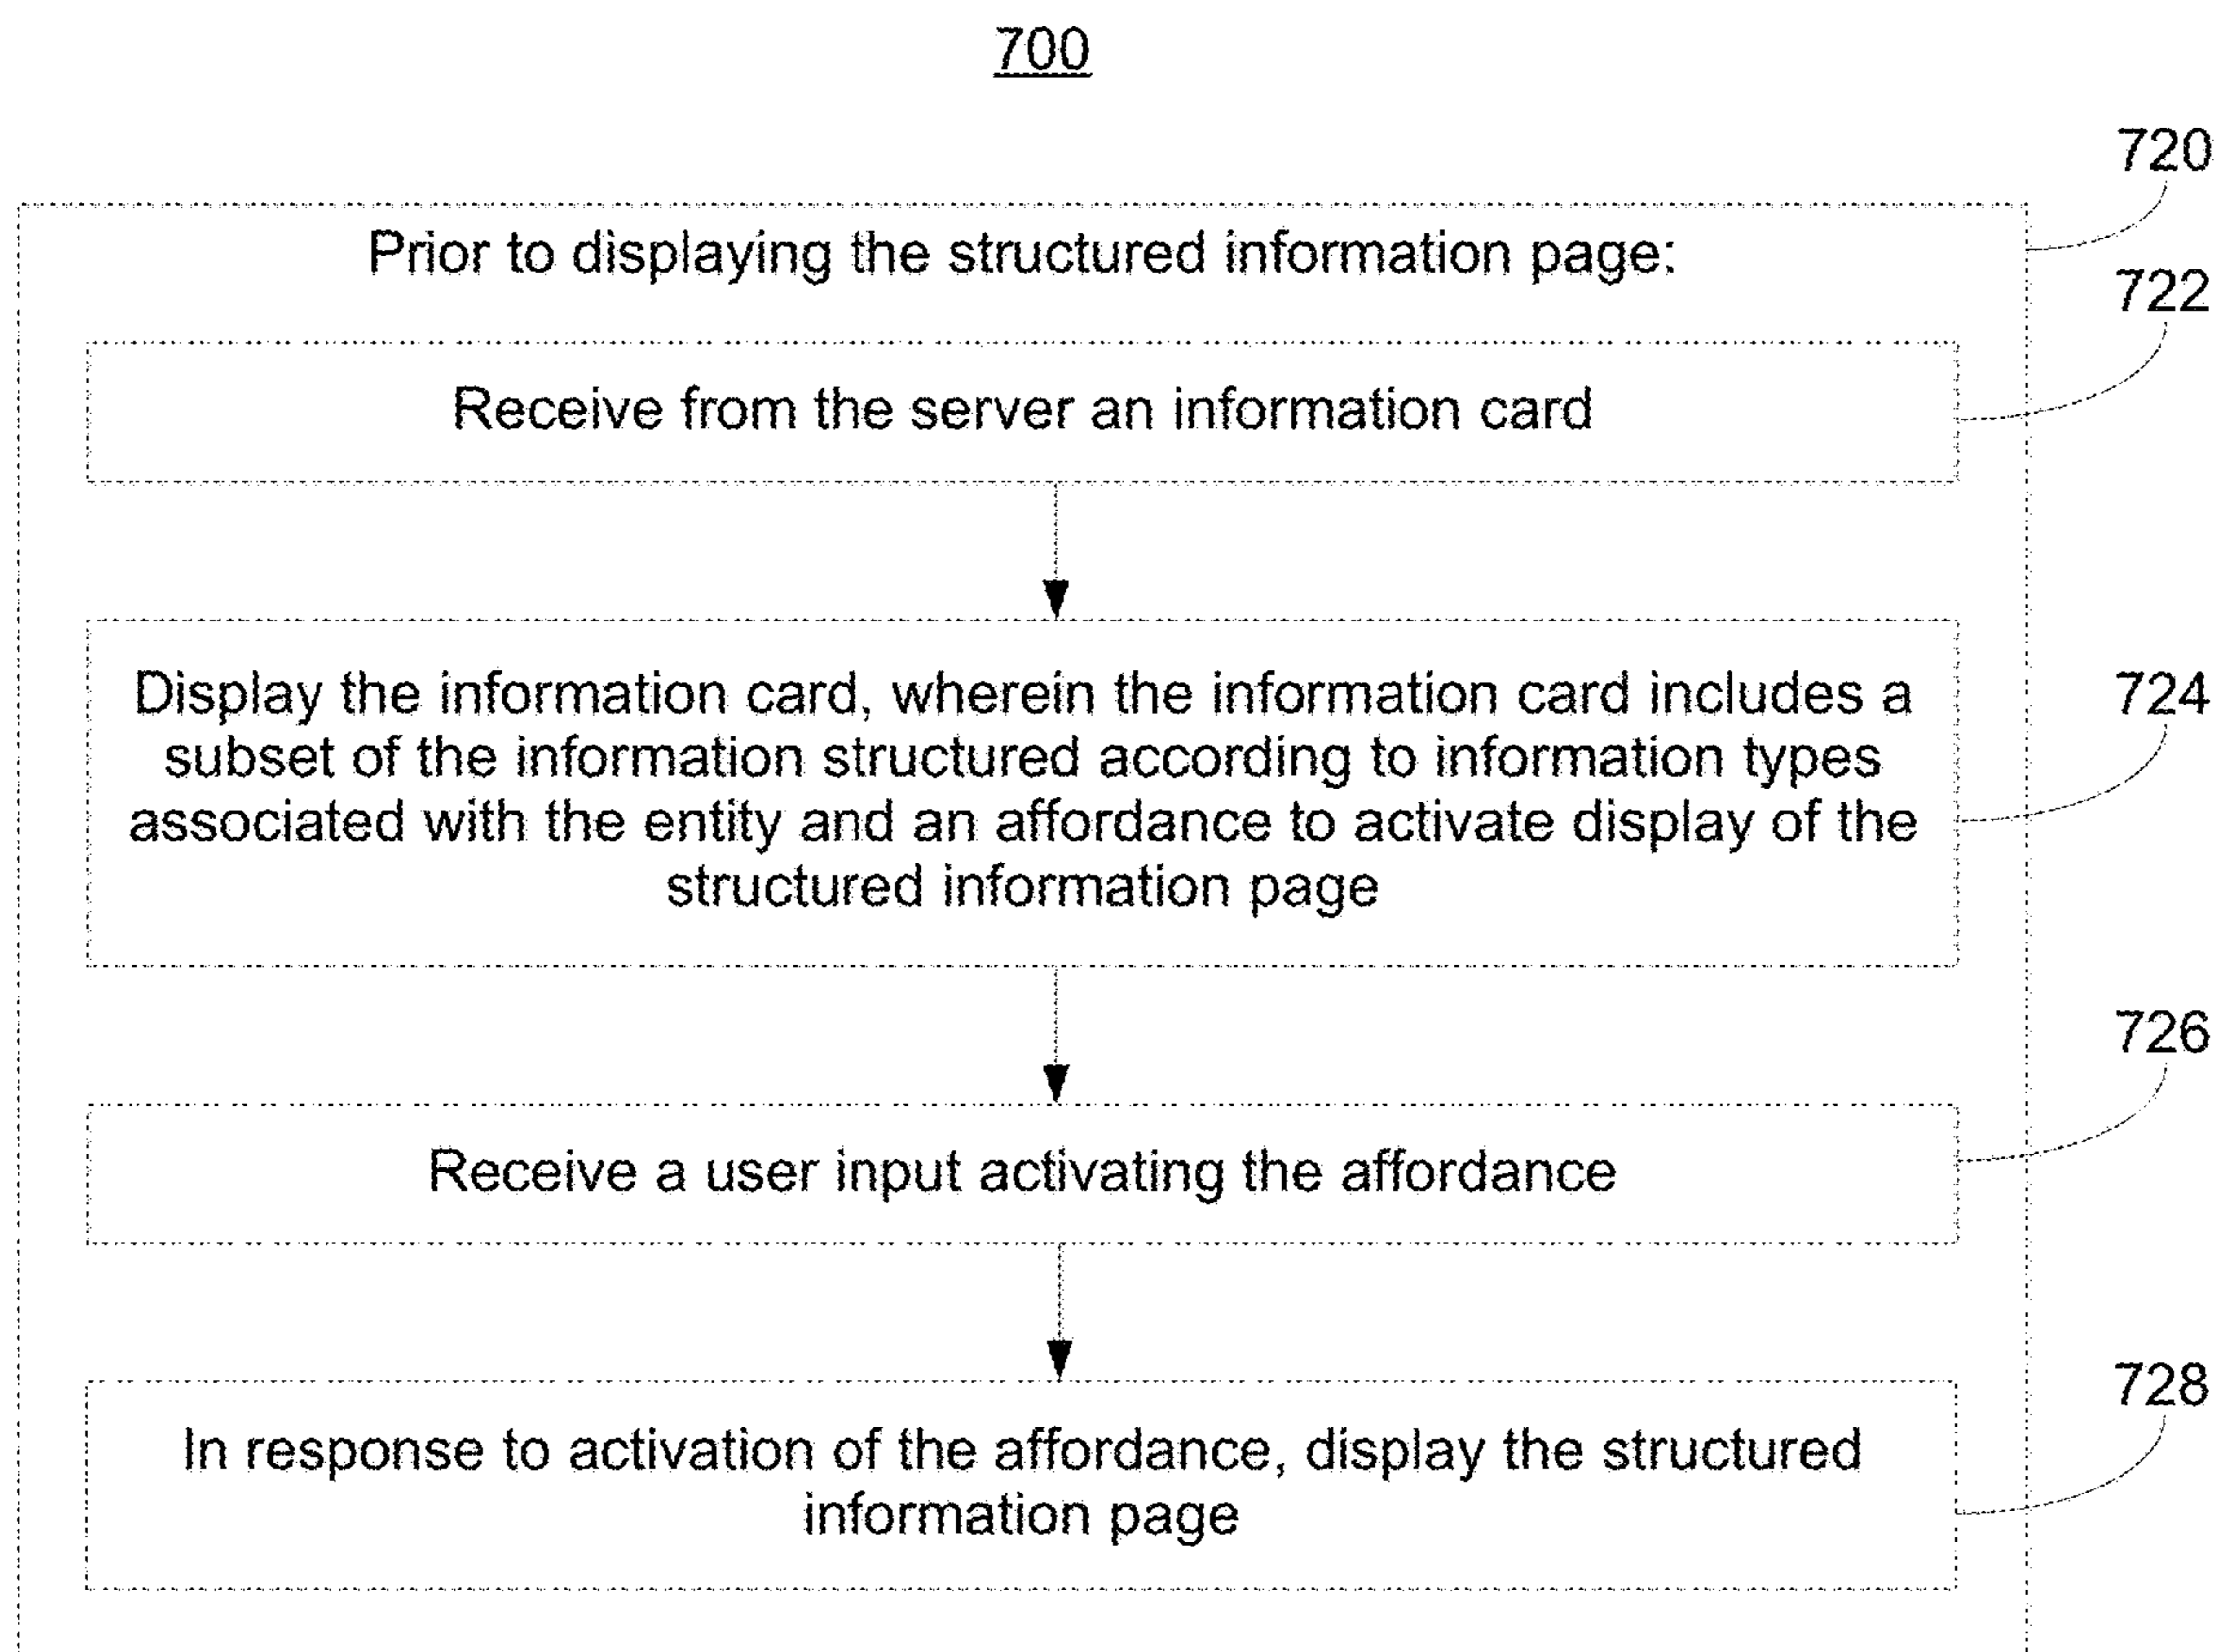 700
720
Prior to displaying the structured information page:
722
Receive from the server an information card
Display the information card, wherein the information card includes a
724
subset of the information structured according to information types
associated with the entity and an affordance to activate display of the
structured information page
726
Receive a user input activating the affordance
728
In response to activation of the affordance, display the structured
information page